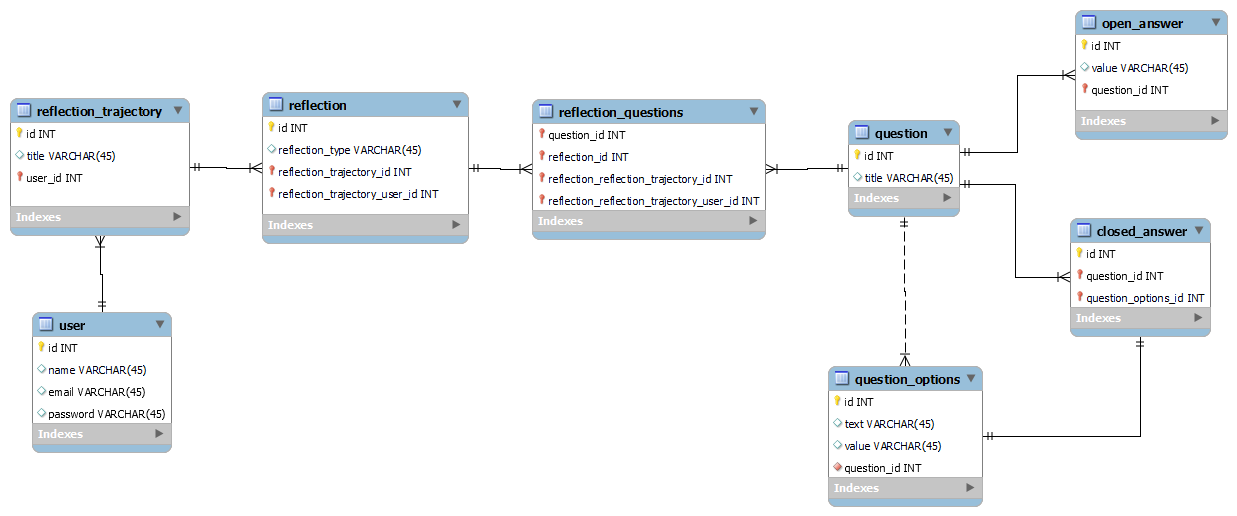 reflection_trajectory
id INT
title VARCHAR(45)
user_id INT
Indexes
reflection
id INT
reflection_type VARCHAR(45)
reflection_trajectory_id INT
reflection_trajectory_user_id INT
Indexes
reflection_questions
question_id INT
reflection_id INT
reflection_reflection_trajectory_id INT
reflection_reflection_trajectory_user_id INT
Indexes
question
id INT
title VARCHAR(45)
Indexes
open_answer
id INT
value VARCHAR(45)
question_id INT
Indexes
closed_answer
id INT
question_id INT
question_options_id INT
Indexes
user
id INT
name VARCHAR(45)
email VARCHAR(45)
password VARCHAR(45)
Indexes
question_options
id INT
text VARCHAR(45)
value VARCHAR(45)
question_id INT
Indexes